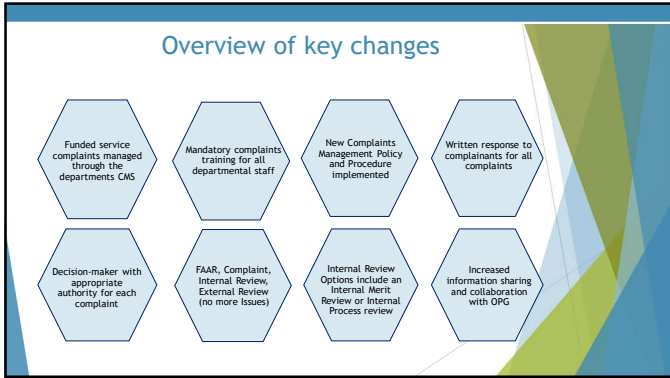 Overview of key changes
Funded service
complaints managed
through the
departments CMS
Mandatory complaints
training for all
departmental staff
New Complaints
Management Policy
and Procedure
implemented
Written response to
complainants for all
complaints
Decision-maker with
appropriate
authority for each
complaint
FAAR, Complaint,
Internal Review,
External Review
(no more Issues)
Internal Review
Options include an
Internal Merit
Review or Internal
Process review
Increased
information sharing
and collaboration
with OPG